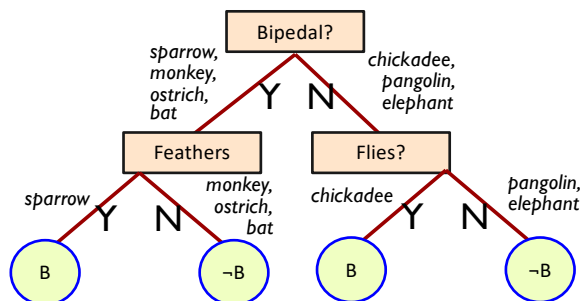 Bipedal?
sparrow,
monkey,
ostrich,
bat
Y
N
chickadee,
pangolin,
elephant
Feathers
Flies?
sparrow
Y
N
monkey,
ostrich,
bat
chickadee
Y
N
pangolin,
elephant
B
¬B
B
¬B